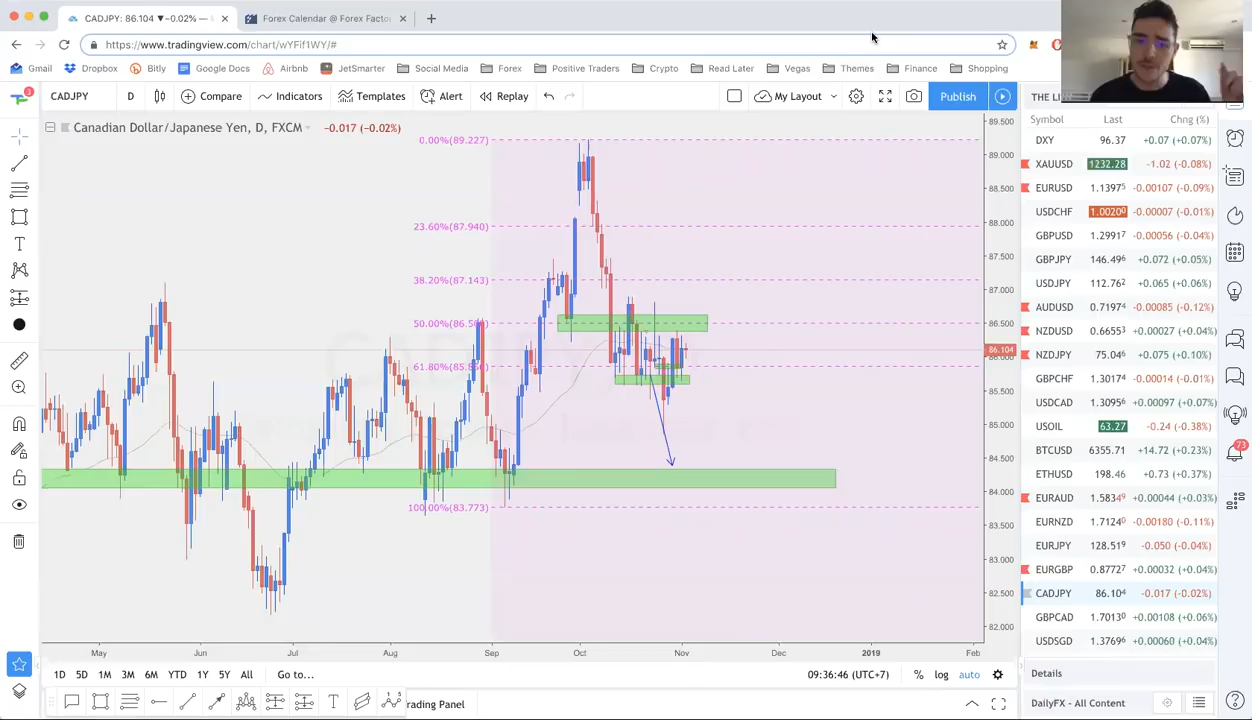 CADJPY: 86.104 ▼−0.02% —
Forex Calendar @ Forex Facto
https://www.tradingview.com/chart/wYFif1WY/#
Gmail Dropbox Bitly Google Docs Airbnb JetSmarter Social Media Forex Positive Traders Crypto Read Later Vegas Themes Finance Shopping
3 CADJPY D Compare Indicators Templates Alert Replay My Layout Publish
THE LI
Canadian Dollar/Japanese Yen, D, FXCM −0.017 (−0.02%)
Symbol Last Chng (%)
DXY 96.37 +0.07 (+0.07%)
XAUUSD 1232.28 -1.02 (-0.08%)
EURUSD 1.13975 -0.00107 (-0.09%)
USDCHF 1.00200 -0.00007 (-0.01%)
GBPUSD 1.29917 -0.00056 (-0.04%)
GBPJPY 146.496 +0.072 (+0.05%)
USDJPY 112.762 +0.065 (+0.06%)
AUDUSD 0.71974 -0.00085 (-0.12%)
NZDUSD 0.66553 +0.00027 (+0.04%)
NZDJPY 75.046 +0.075 (+0.10%)
GBPCHF 1.30174 -0.00014 (-0.01%)
USDCAD 1.30956 +0.00097 (+0.07%)
USOIL 63.27 -0.24 (-0.38%)
BTCUSD 6355.71 +14.72 (+0.23%)
ETHUSD 198.46 +0.73 (+0.37%)
EURAUD 1.58349 +0.00044 (+0.03%)
EURNZD 1.71240 -0.00180 (-0.11%)
EURJPY 128.519 -0.050 (-0.04%)
EURGBP 0.87727 +0.00032 (+0.04%)
CADJPY 86.104 -0.017 (-0.02%)
GBPCAD 1.70130 +0.00108 (+0.06%)
USDSGD 1.37696 +0.00060 (+0.04%)
73
0.00%(89.227)
23.60%(87.940)
38.20%(87.143)
50.00%(86.50
61.80%(85.8
100.00%(83.773)
89.500
89.000
88.500
88.000
87.500
87.000
86.500
86.104
85.500
85.000
84.500
84.000
83.500
83.000
82.500
82.000
May Jun Jul Aug Sep Oct Nov Dec 2019 Feb
1D 5D 1M 3M 6M YTD 1Y 5Y All Go to... 09:36:46 (UTC+7) % log auto
Details
rading Panel
DailyFX - All Content